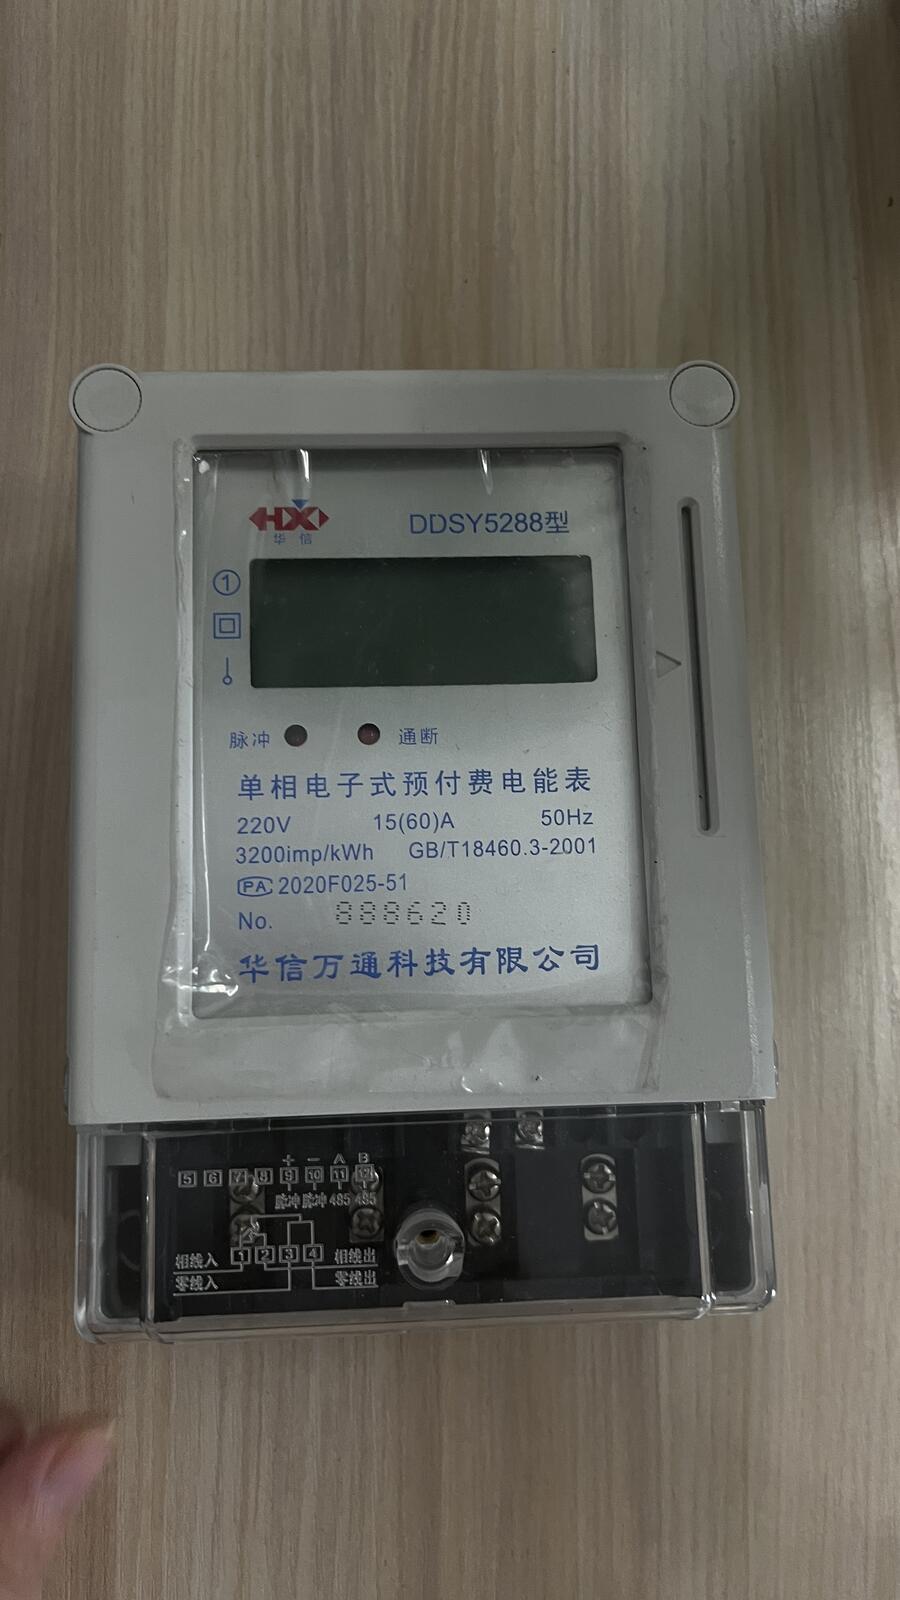 HX
华信
DDSY5288型
1
脉冲 通断
单相电子式预付费电能表
220V 15(60)A 50Hz
3200imp/kWh GB/T18460.3-2001
PA 2020F025-51
No. 888620
华信万通科技有限公司
+ - A B
5 6 7 8 9 10 11 12
脉冲 脉冲 485 485
相线入 1 2 3 4 相线出
零线入 零线出